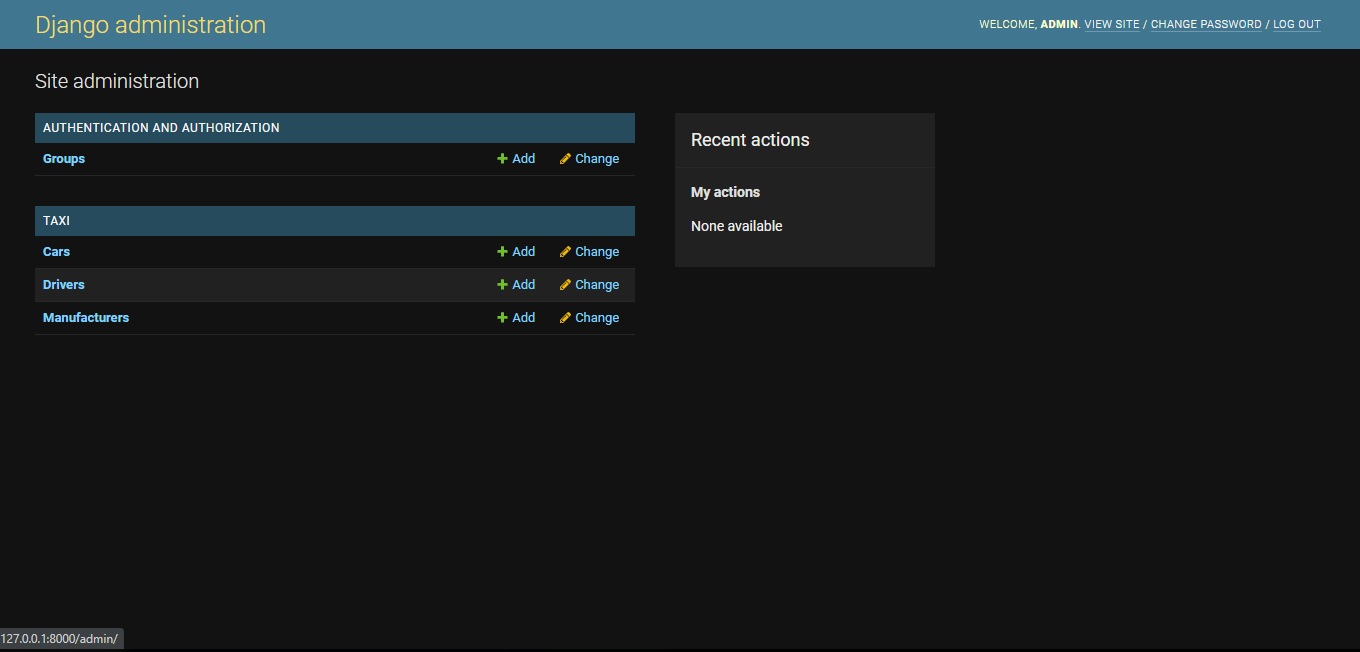 Django administration
WELCOME, ADMIN. VIEW SITE / CHANGE PASSWORD / LOG OUT
Site administration
AUTHENTICATION AND AUTHORIZATION
Groups Add Change
TAXI
Cars Add Change
Drivers Add Change
Manufacturers Add Change
Recent actions
My actions
None available
127.0.0.1:8000/admin/